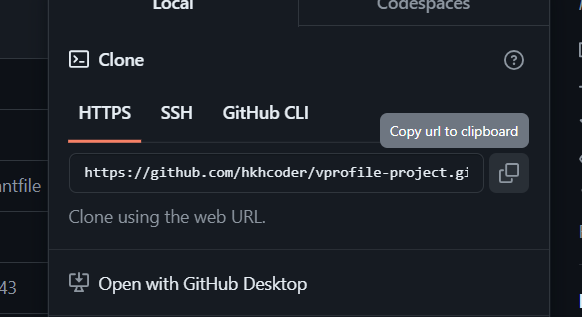 Local Codespaces
Clone
HTTPS SSH GitHub CLI
Copy url to clipboard
https://github.com/hkhcoder/vprofile-project.gi
antfile
Clone using the web URL.
43
Open with GitHub Desktop